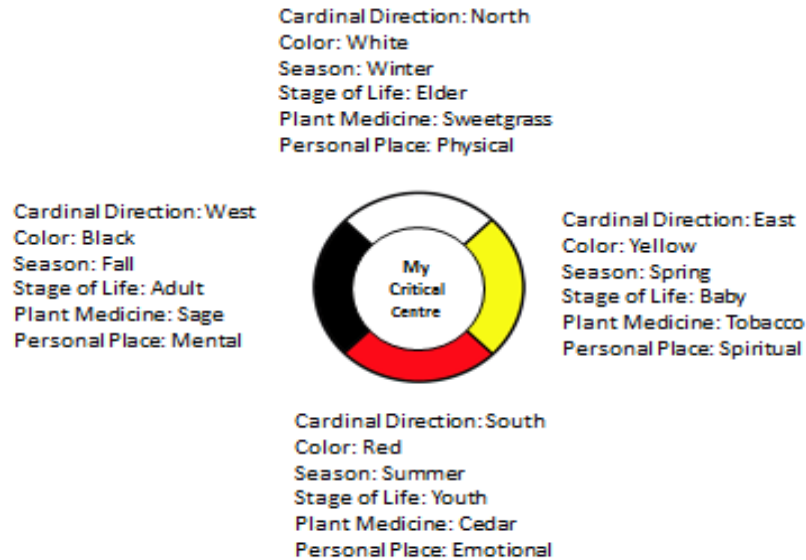 Cardinal Direction: North
Color: White
Season: Winter
Stage of Life: Elder
Plant Medicine: Sweetgrass
Personal Place: Physical
Cardinal Direction: West
Color: Black
Season: Fall
Stage of Life: Adult
Plant Medicine: Sage
Personal Place: Mental
My
Critical
Centre
Cardinal Direction: East
Color: Yellow
Season: Spring
Stage of Life: Baby
Plant Medicine: Tobacco
Personal Place: Spiritual
Cardinal Direction: South
Color: Red
Season: Summer
Stage of Life: Youth
Plant Medicine: Cedar
Personal Place: Emotional